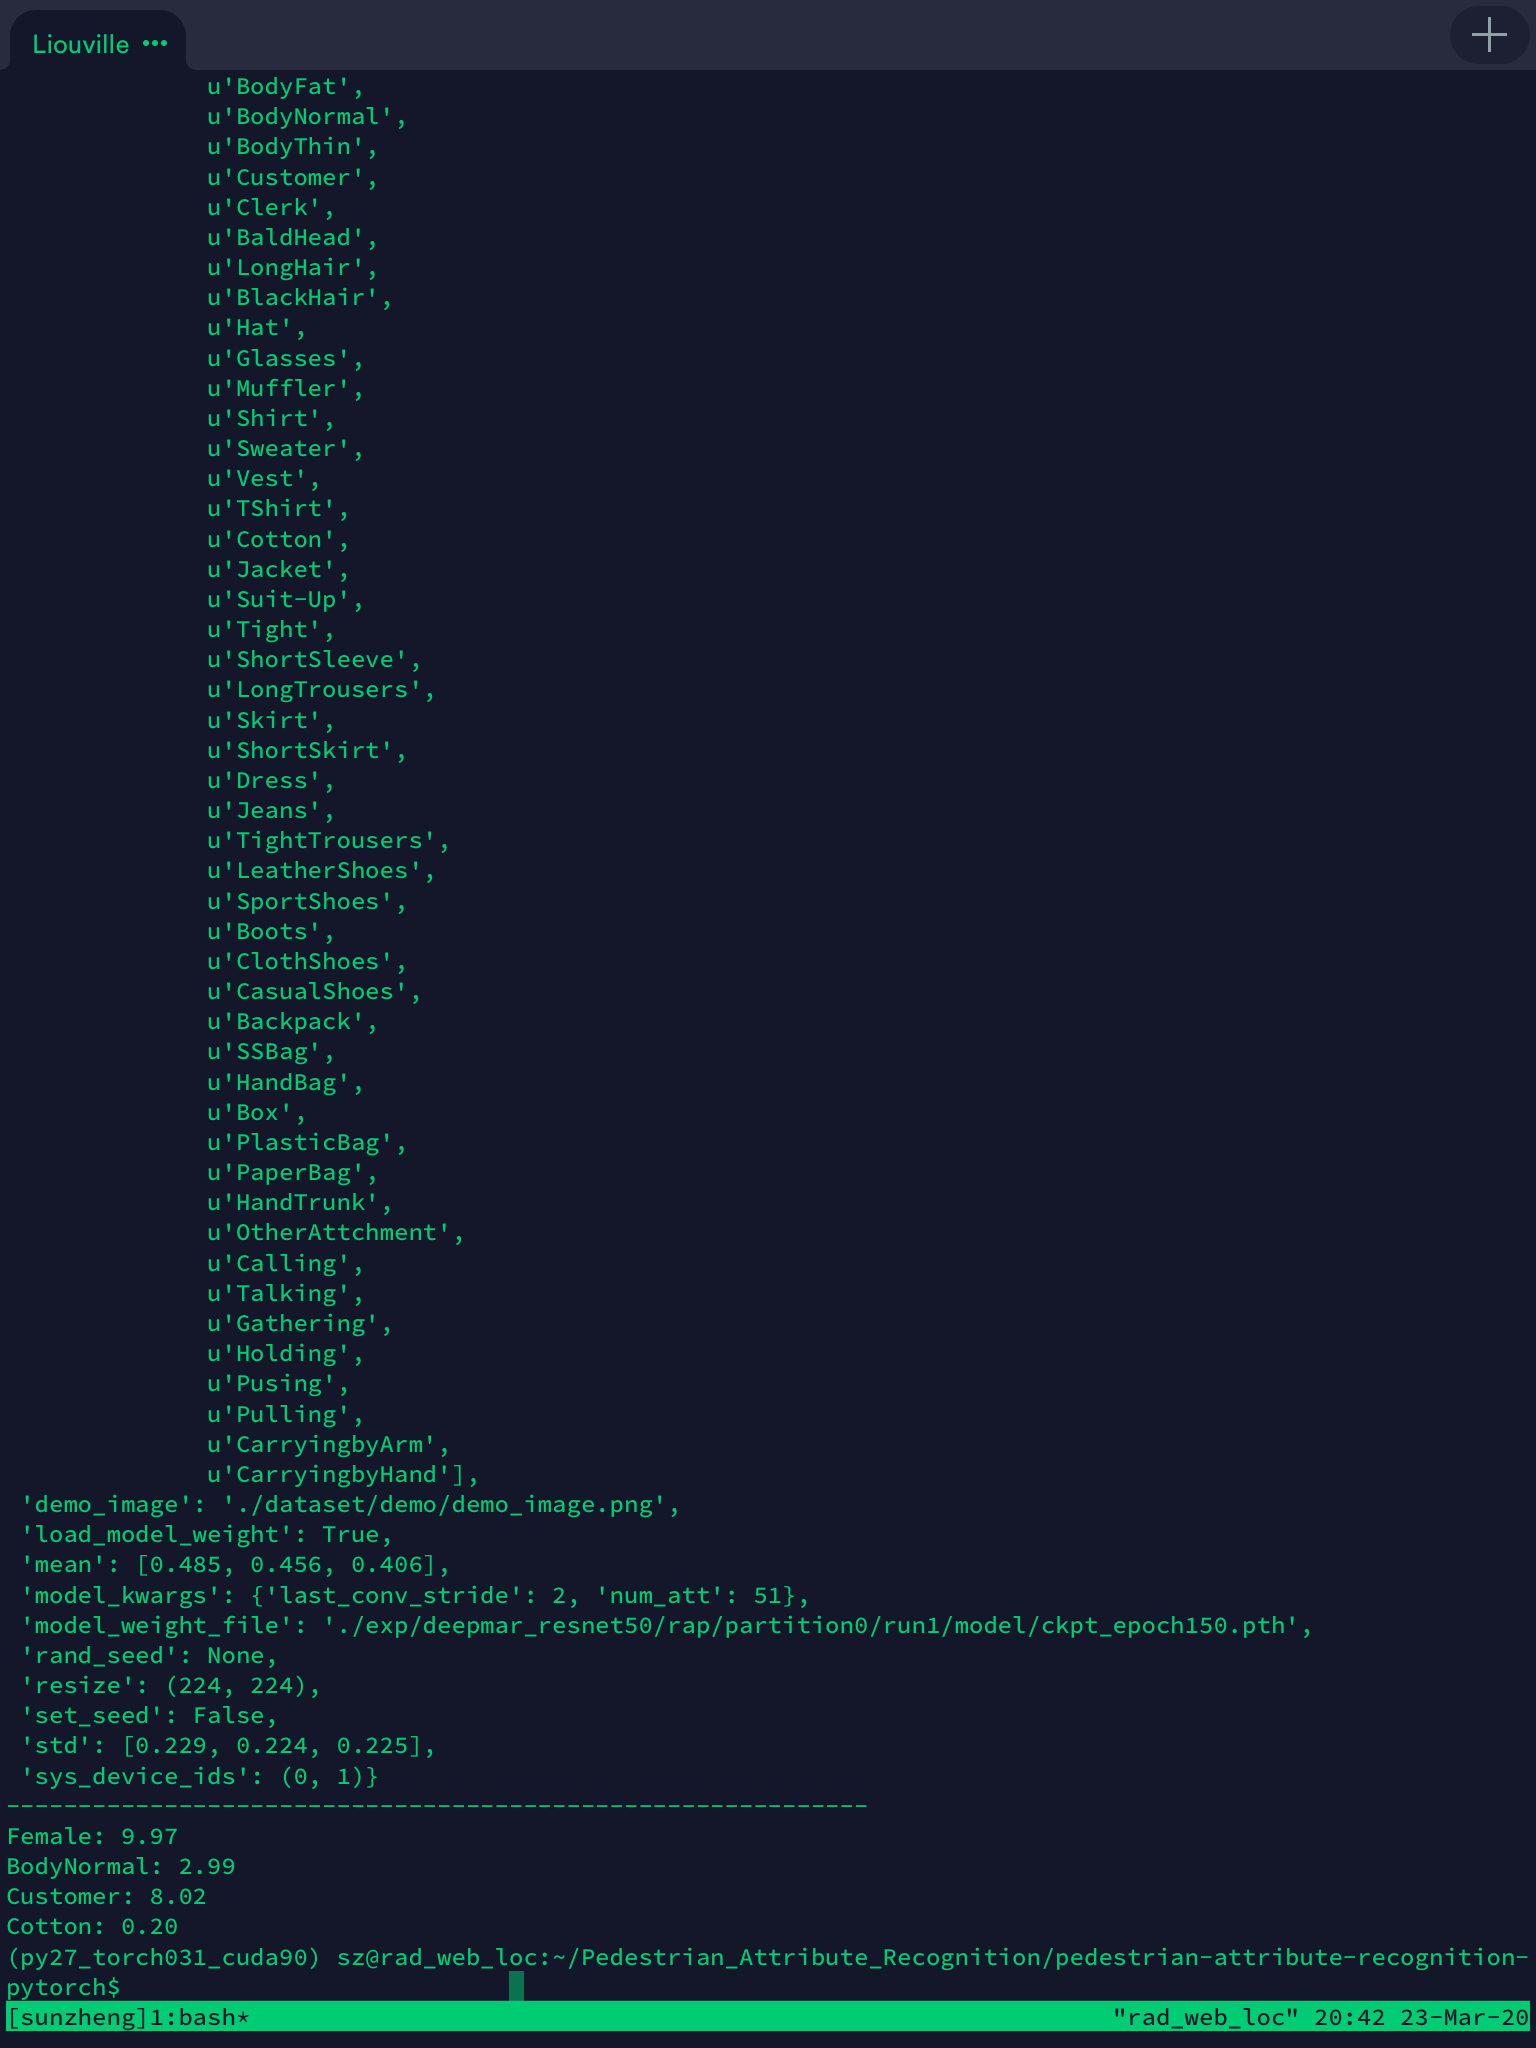 Liouville •••
u'BodyFat',
u'BodyNormal',
u'BodyThin',
u'Customer',
u'Clerk',
u'BaldHead',
u'LongHair',
u'BlackHair',
u'Hat',
u'Glasses',
u'Muffler',
u'Shirt',
u'Sweater',
u'Vest',
u'TShirt',
u'Cotton',
u'Jacket',
u'Suit-Up',
u'Tight',
u'ShortSleeve',
u'LongTrousers',
u'Skirt',
u'ShortSkirt',
u'Dress',
u'Jeans',
u'TightTrousers',
u'LeatherShoes',
u'SportShoes',
u'Boots',
u'ClothShoes',
u'CasualShoes',
u'Backpack',
u'SSBag',
u'HandBag',
u'Box',
u'PlasticBag',
u'PaperBag',
u'HandTrunk',
u'OtherAttchment',
u'Calling',
u'Talking',
u'Gathering',
u'Holding',
u'Pusing',
u'Pulling',
u'CarryingbyArm',
u'CarryingbyHand'],
'demo_image': './dataset/demo/demo_image.png',
'load_model_weight': True,
'mean': [0.485, 0.456, 0.406],
'model_kwargs': {'last_conv_stride': 2, 'num_att': 51},
'model_weight_file': './exp/deepmar_resnet50/rap/partition0/run1/model/ckpt_epoch150.pth',
'rand_seed': None,
'resize': (224, 224),
'set_seed': False,
'std': [0.229, 0.224, 0.225],
'sys_device_ids': (0, 1)}
------------------------------------------------------------
Female: 9.97
BodyNormal: 2.99
Customer: 8.02
Cotton: 0.20
(py27_torch031_cuda90) sz@rad_web_loc:~/Pedestrian_Attribute_Recognition/pedestrian-attribute-recognition-
pytorch$
[sunzheng]1:bash* "rad_web_loc" 20:42 23-Mar-20